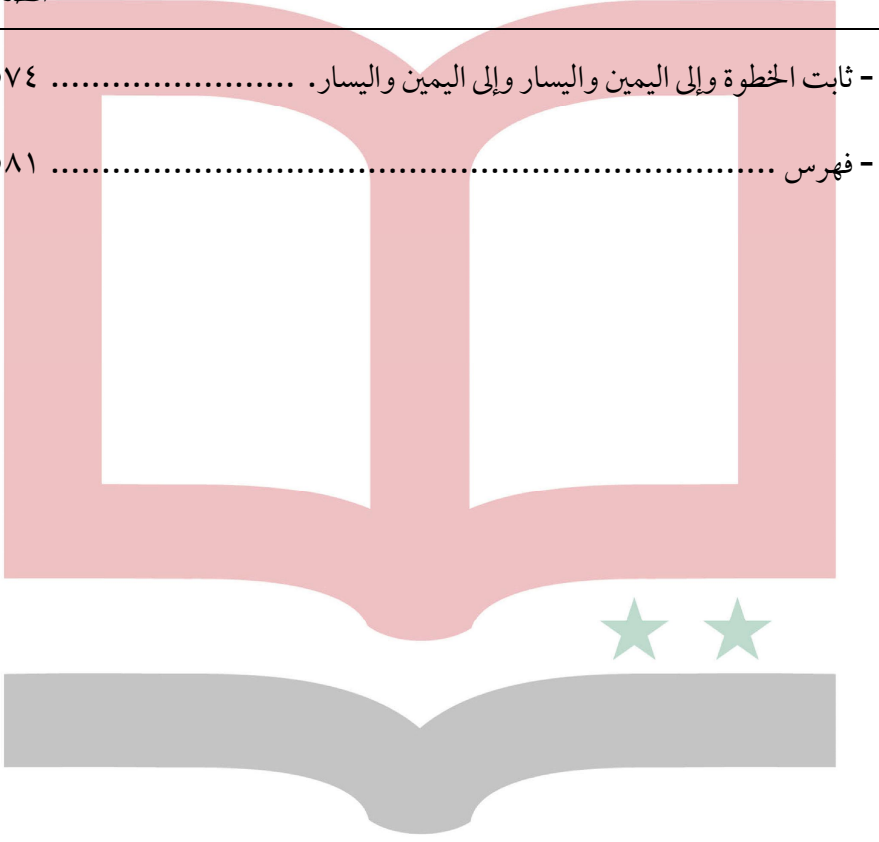 - ثابت الخطوة وإلى اليمين واليسار وإلى اليمين واليسار. ........................ ٧٤
- فهرس ................................................................ ٨١